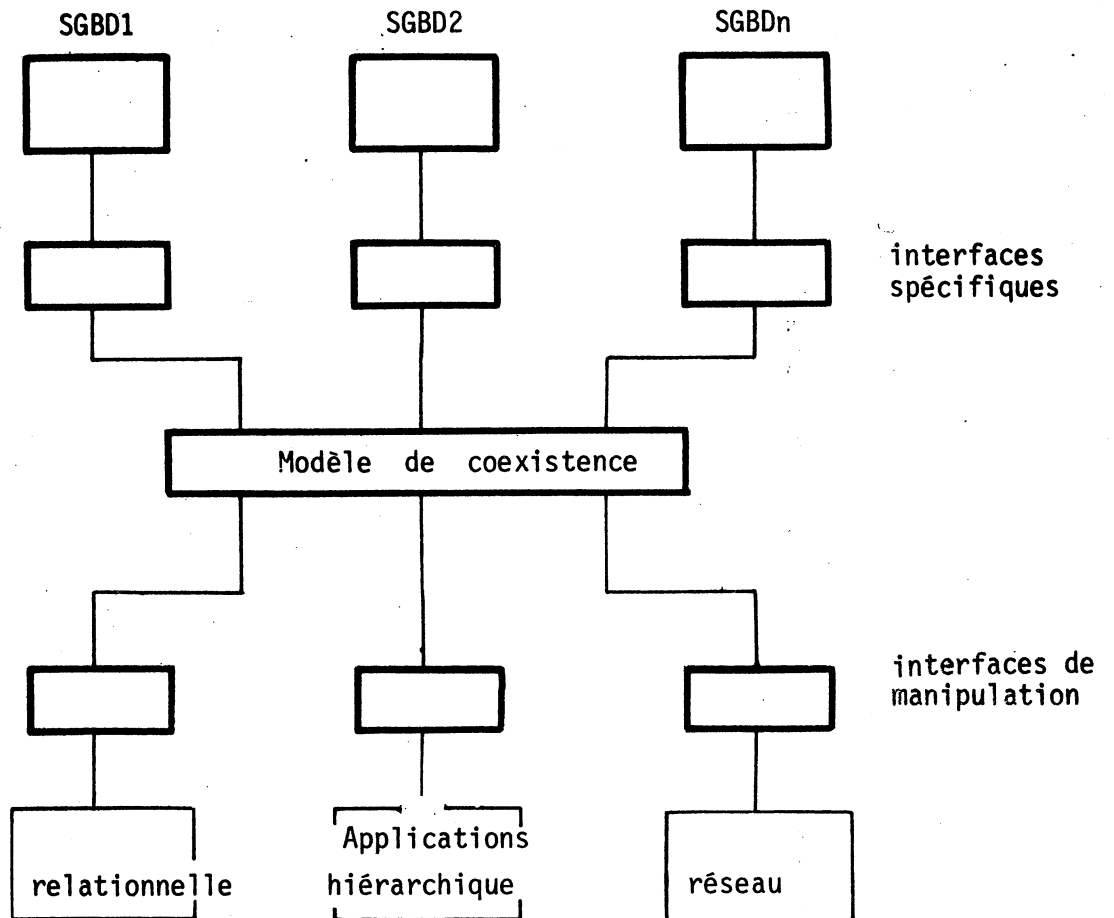 SGBD1 SGBD2 SGBDn
interfaces
spécifiques
Modèle de coexistence
interfaces de
manipulation
Applications
relationnelle hiérarchique réseau